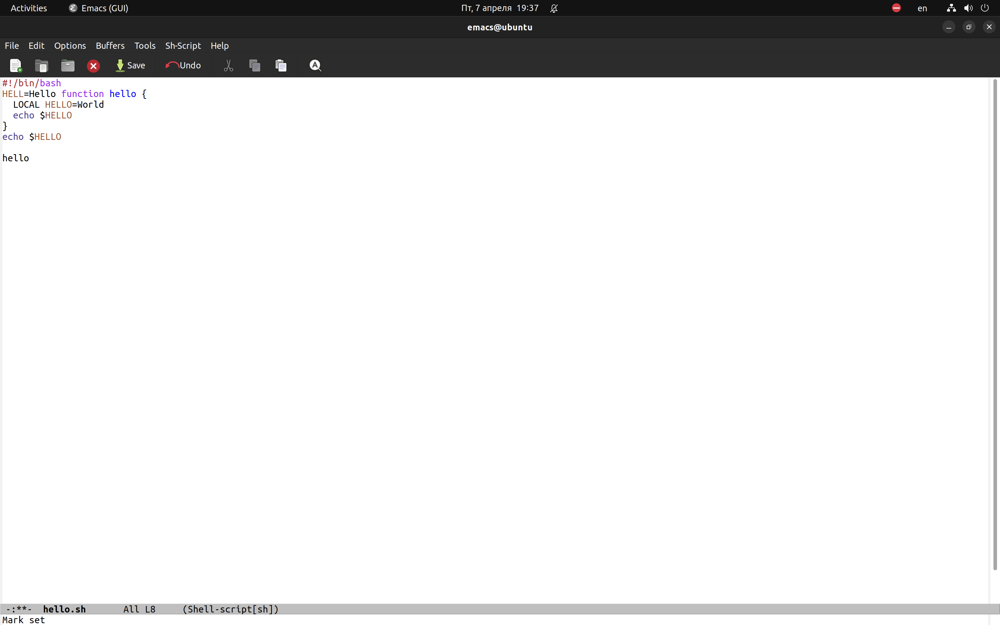 Activities Emacs (GUI) Пт, 7 апреля 19:37 en
emacs@ubuntu
File Edit Options Buffers Tools Sh-Script Help
Save Undo
#!/bin/bash
HELL=Hello function hello {
  LOCAL HELLO=World
  echo $HELLO
}
echo $HELLO
hello
-:**- hello.sh All L8 (Shell-script[sh])
Mark set